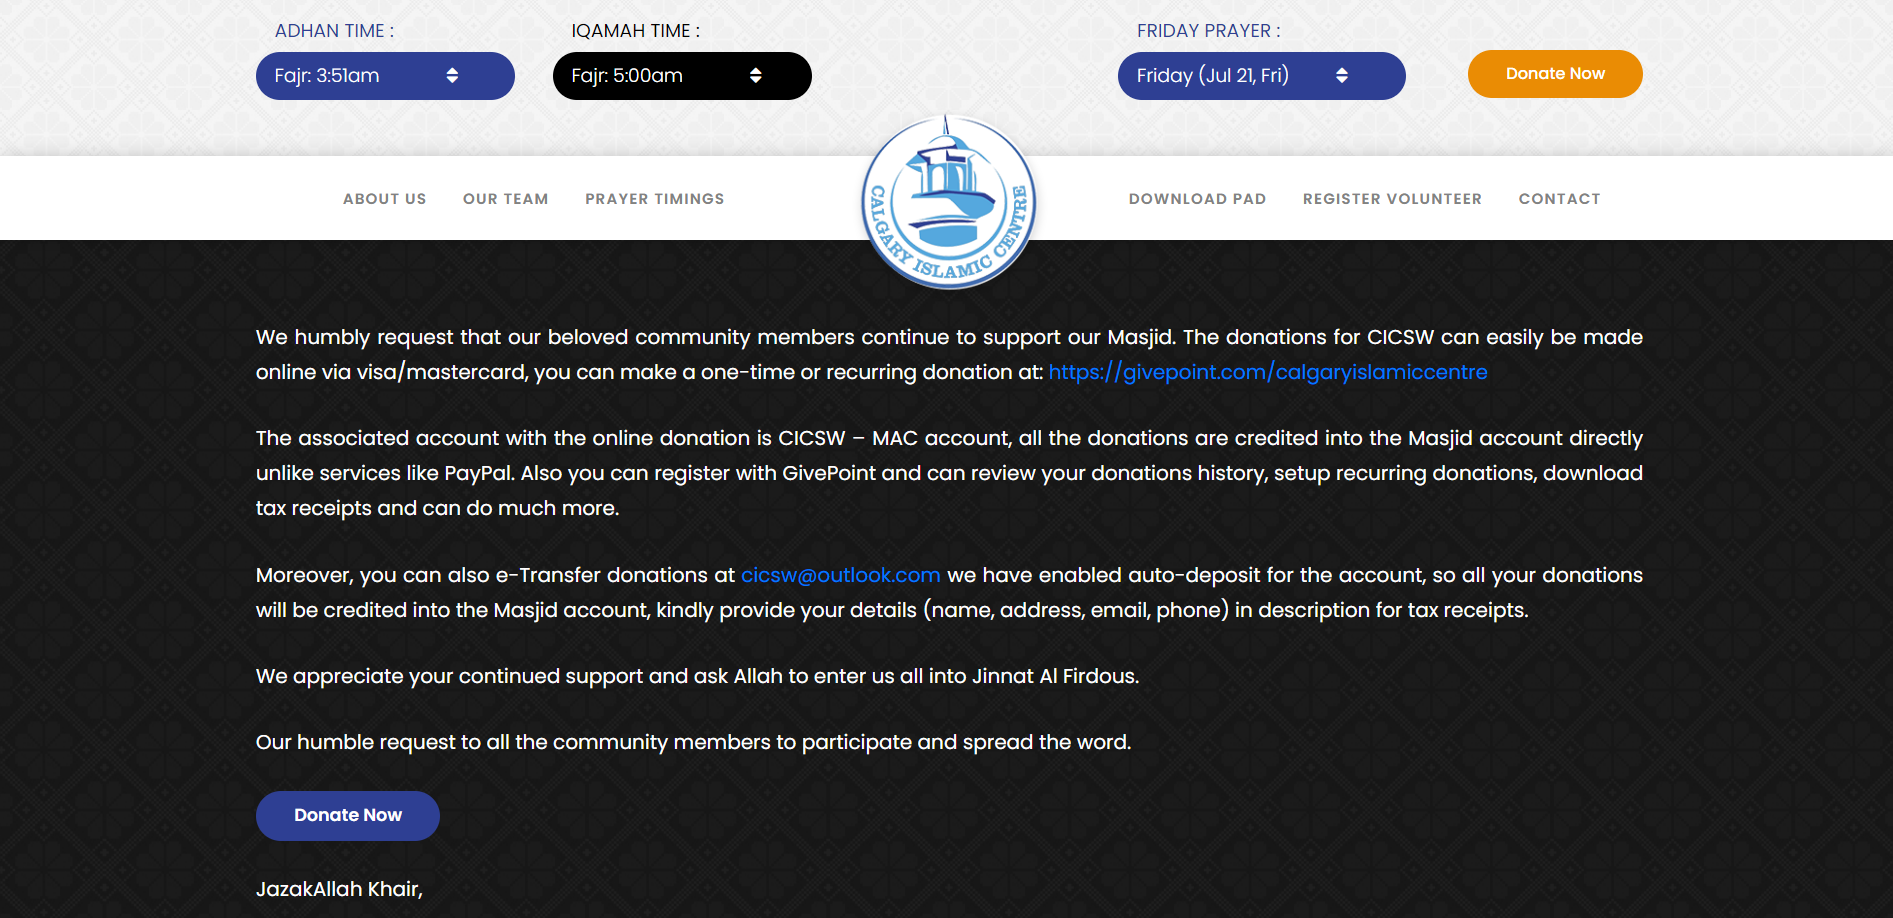 ADHAN TIME :
IQAMAH TIME :
FRIDAY PRAYER :
Fajr: 3:51am
Fajr: 5:00am
Friday (Jul 21, Fri)
Donate Now
ABOUT US
OUR TEAM
PRAYER TIMINGS
CALGARY ISLAMIC CENTRE
DOWNLOAD PAD
REGISTER VOLUNTEER
CONTACT
We humbly request that our beloved community members continue to support our Masjid. The donations for CICSW can easily be made
online via visa/mastercard, you can make a one-time or recurring donation at: https://givepoint.com/calgaryislamiccentre
The associated account with the online donation is CICSW – MAC account, all the donations are credited into the Masjid account directly
unlike services like PayPal. Also you can register with GivePoint and can review your donations history, setup recurring donations, download
tax receipts and can do much more.
Moreover, you can also e-Transfer donations at cicsw@outlook.com we have enabled auto-deposit for the account, so all your donations
will be credited into the Masjid account, kindly provide your details (name, address, email, phone) in description for tax receipts.
We appreciate your continued support and ask Allah to enter us all into Jinnat Al Firdous.
Our humble request to all the community members to participate and spread the word.
Donate Now
JazakAllah Khair,